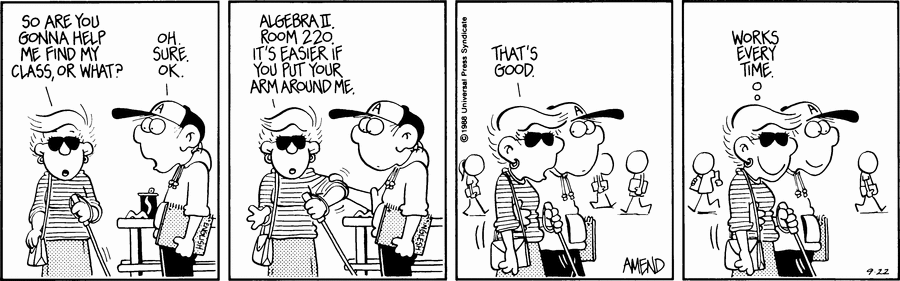 SO ARE YOU
GONNA HELP
ME FIND MY
CLASS, OR WHAT?
OH.
SURE.
OK.
A
ENGLISH
ALGEBRA II.
ROOM 220.
IT'S EASIER IF
YOU PUT YOUR
ARM AROUND ME.
A
ENGLISH
©1988 Universal Press Syndicate
THAT'S
GOOD.
A
AMEND
WORKS
EVERY
TIME.
9-22